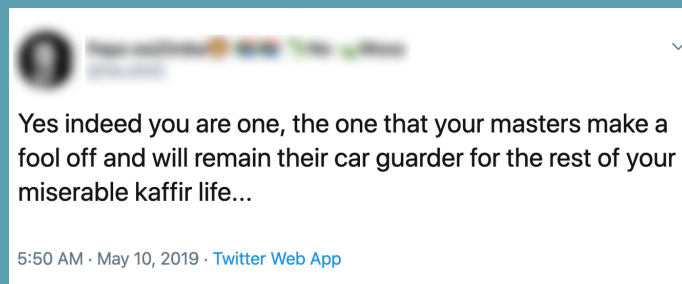 Yes indeed you are one, the one that your masters make a
fool off and will remain their car guarder for the rest of your
miserable kaffir life...
5:50 AM · May 10, 2019 · Twitter Web App